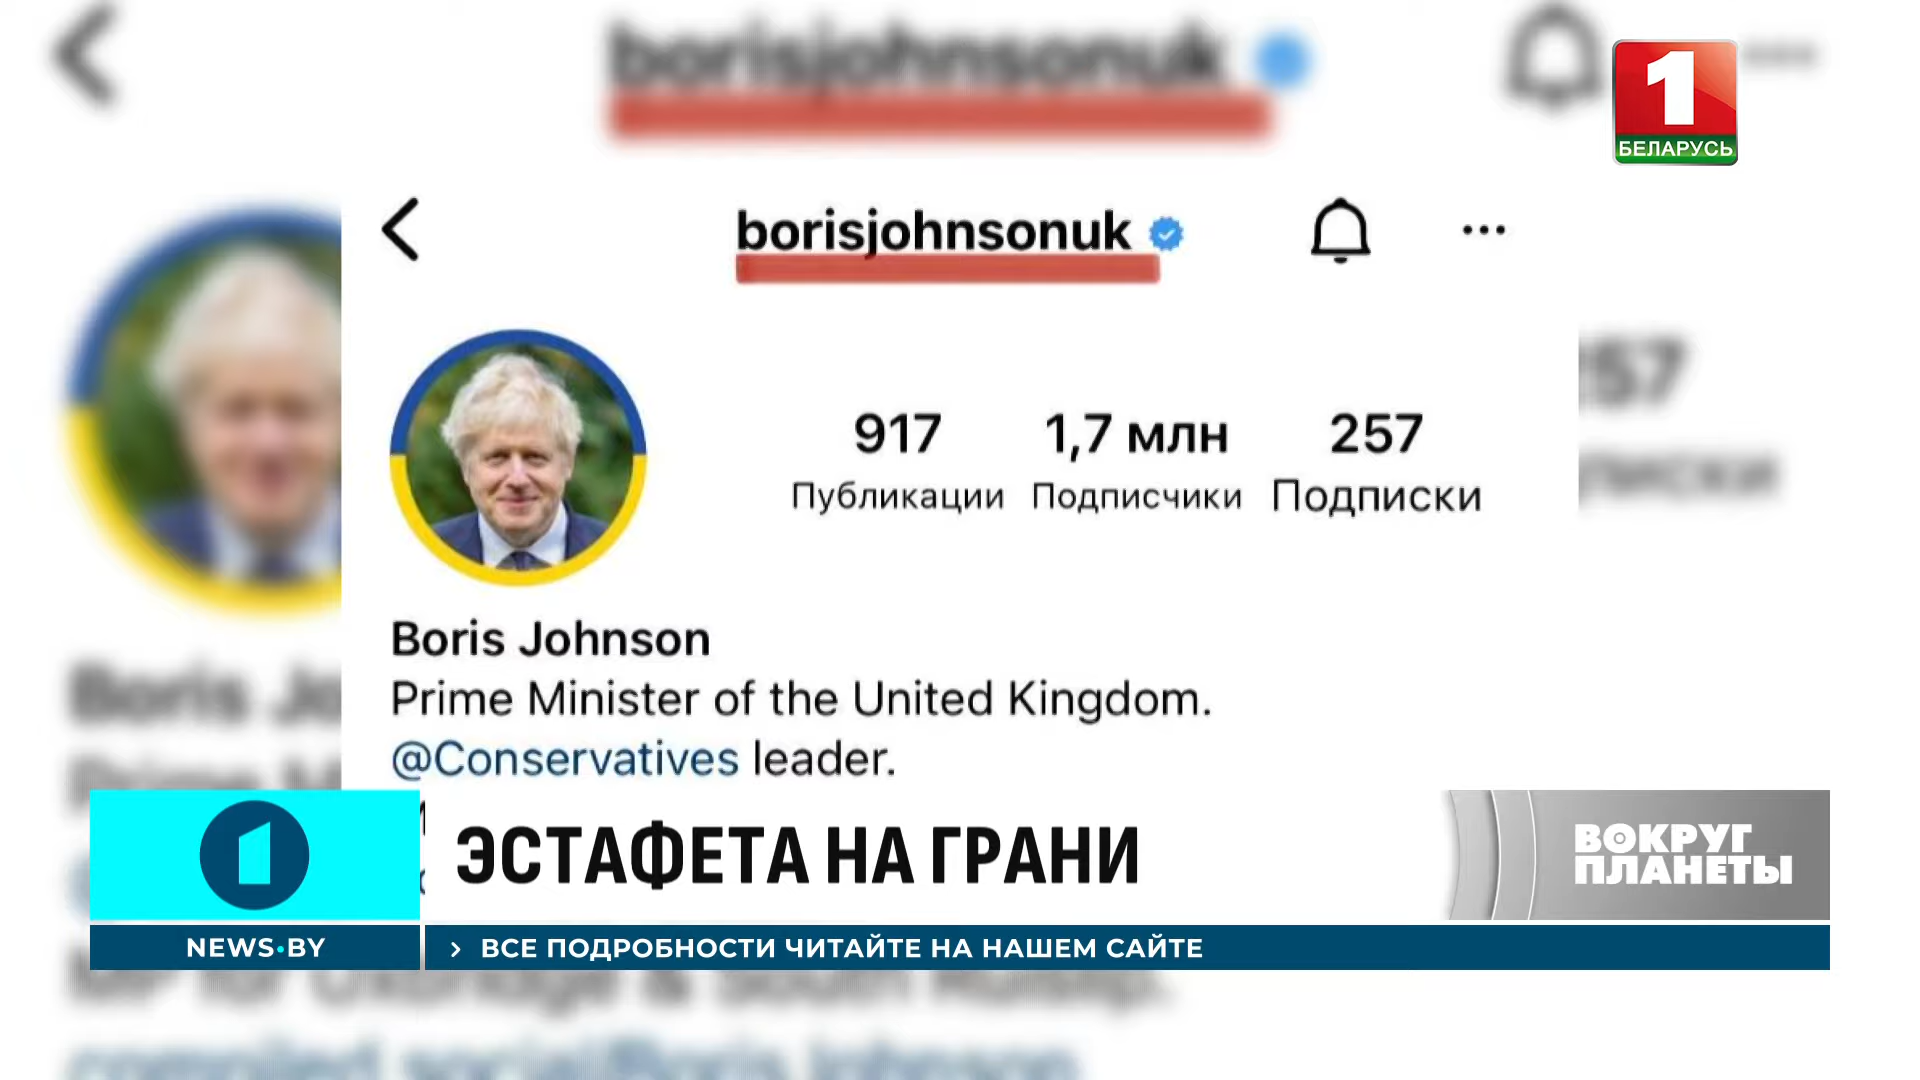 borisjohnsonuk
1
БЕЛАРУСЬ
borisjohnsonuk
917 1,7 млн 257
Публикации Подписчики Подписки
Boris Johnson
Prime Minister of the United Kingdom.
@Conservatives leader.
ЭСТАФЕТА НА ГРАНИ
ВОКРУГ
ПЛАНЕТЫ
NEWS•BY
› ВСЕ ПОДРОБНОСТИ ЧИТАЙТЕ НА НАШЕМ САЙТЕ